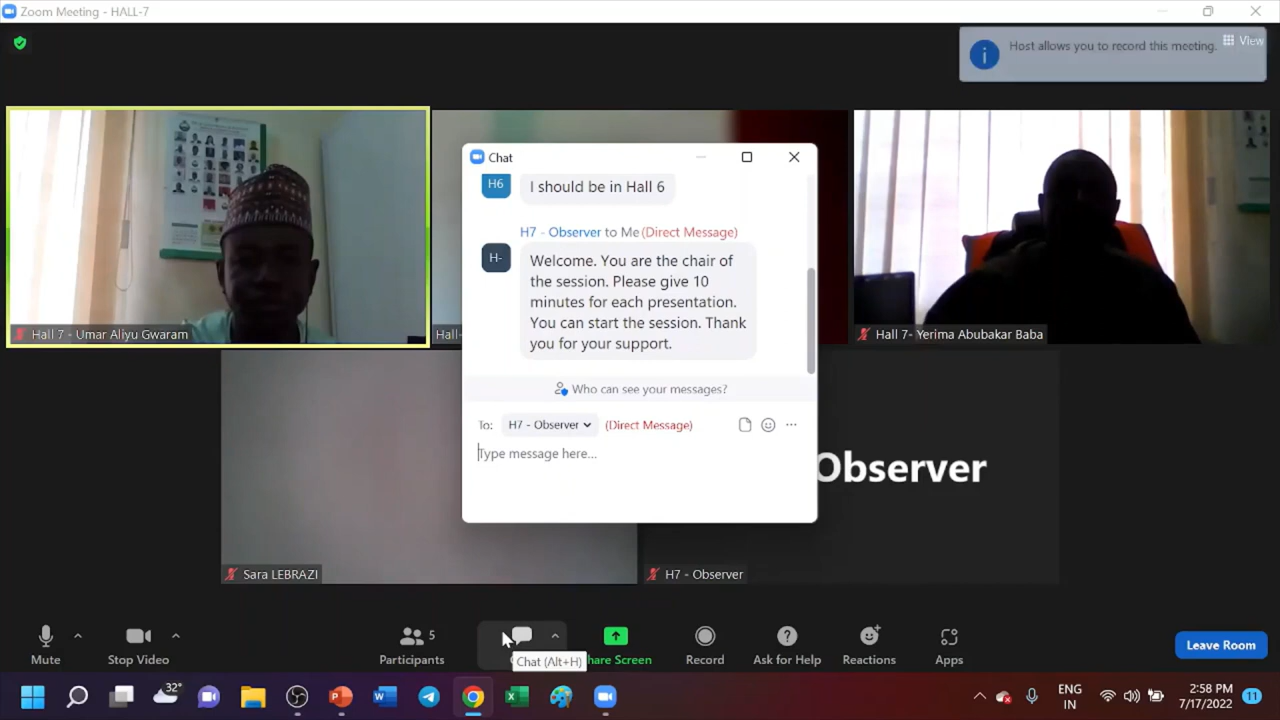 Zoom Meeting - HALL-7
Host allows you to record this meeting.
View
Chat
H6
I should be in Hall 6
H7 - Observer to Me (Direct Message)
H-
Welcome. You are the chair of
the session. Please give 10
minutes for each presentation.
You can start the session. Thank
you for your support.
Who can see your messages?
To: H7 - Observer (Direct Message)
Type message here...
Hall 7 - Umar Aliyu Gwaram
Hall-
Hall 7- Yerima Abubakar Baba
Observer
Sara LEBRAZI
H7 - Observer
Mute
Stop Video
Participants
5
Chat (Alt+H)
hare Screen
Record
Ask for Help
Reactions
Apps
Leave Room
32°
ENG
IN
2:58 PM
7/17/2022
11